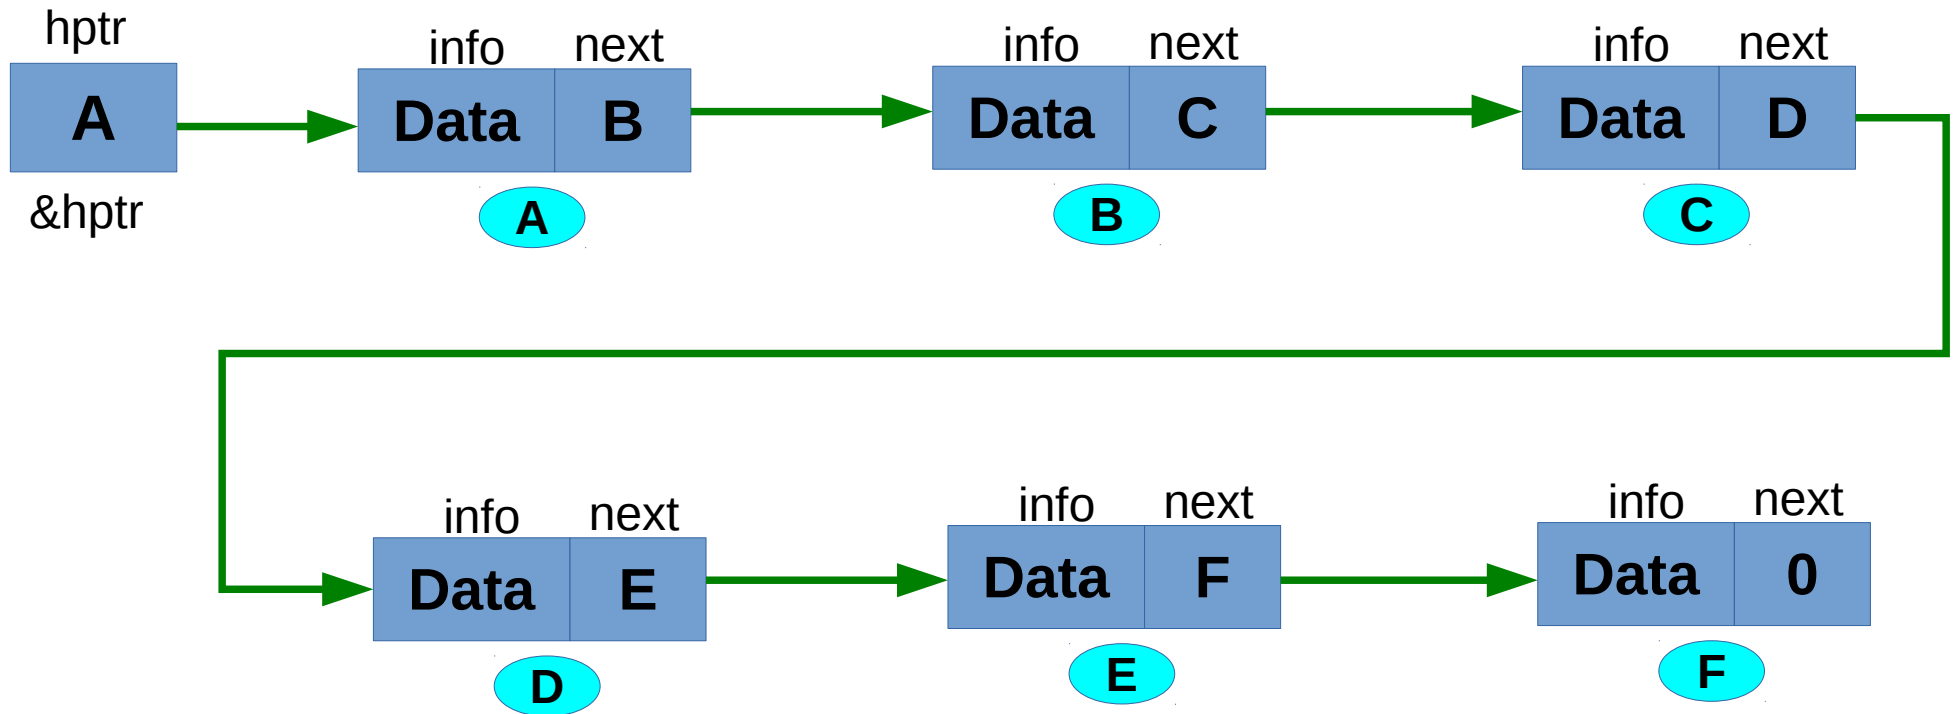 hptr
info next info next info next
A Data B Data C Data D
&hptr A B C
info next info next info next
Data E Data F Data 0
D E F